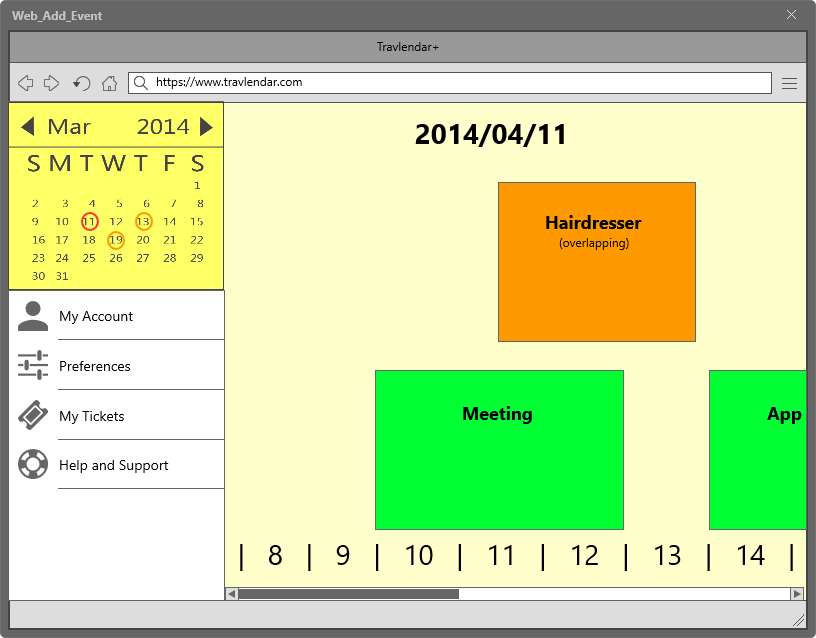 Web_Add_Event
Travlendar+
https://www.travlendar.com
Mar 2014
S M T W T F S
1
2 3 4 5 6 7 8
9 10 11 12 13 14 15
16 17 18 19 20 21 22
23 24 25 26 27 28 29
30 31
My Account
Preferences
My Tickets
Help and Support
2014/04/11
Hairdresser
(overlapping)
Meeting
App
| 8 | 9 | 10 | 11 | 12 | 13 | 14 |